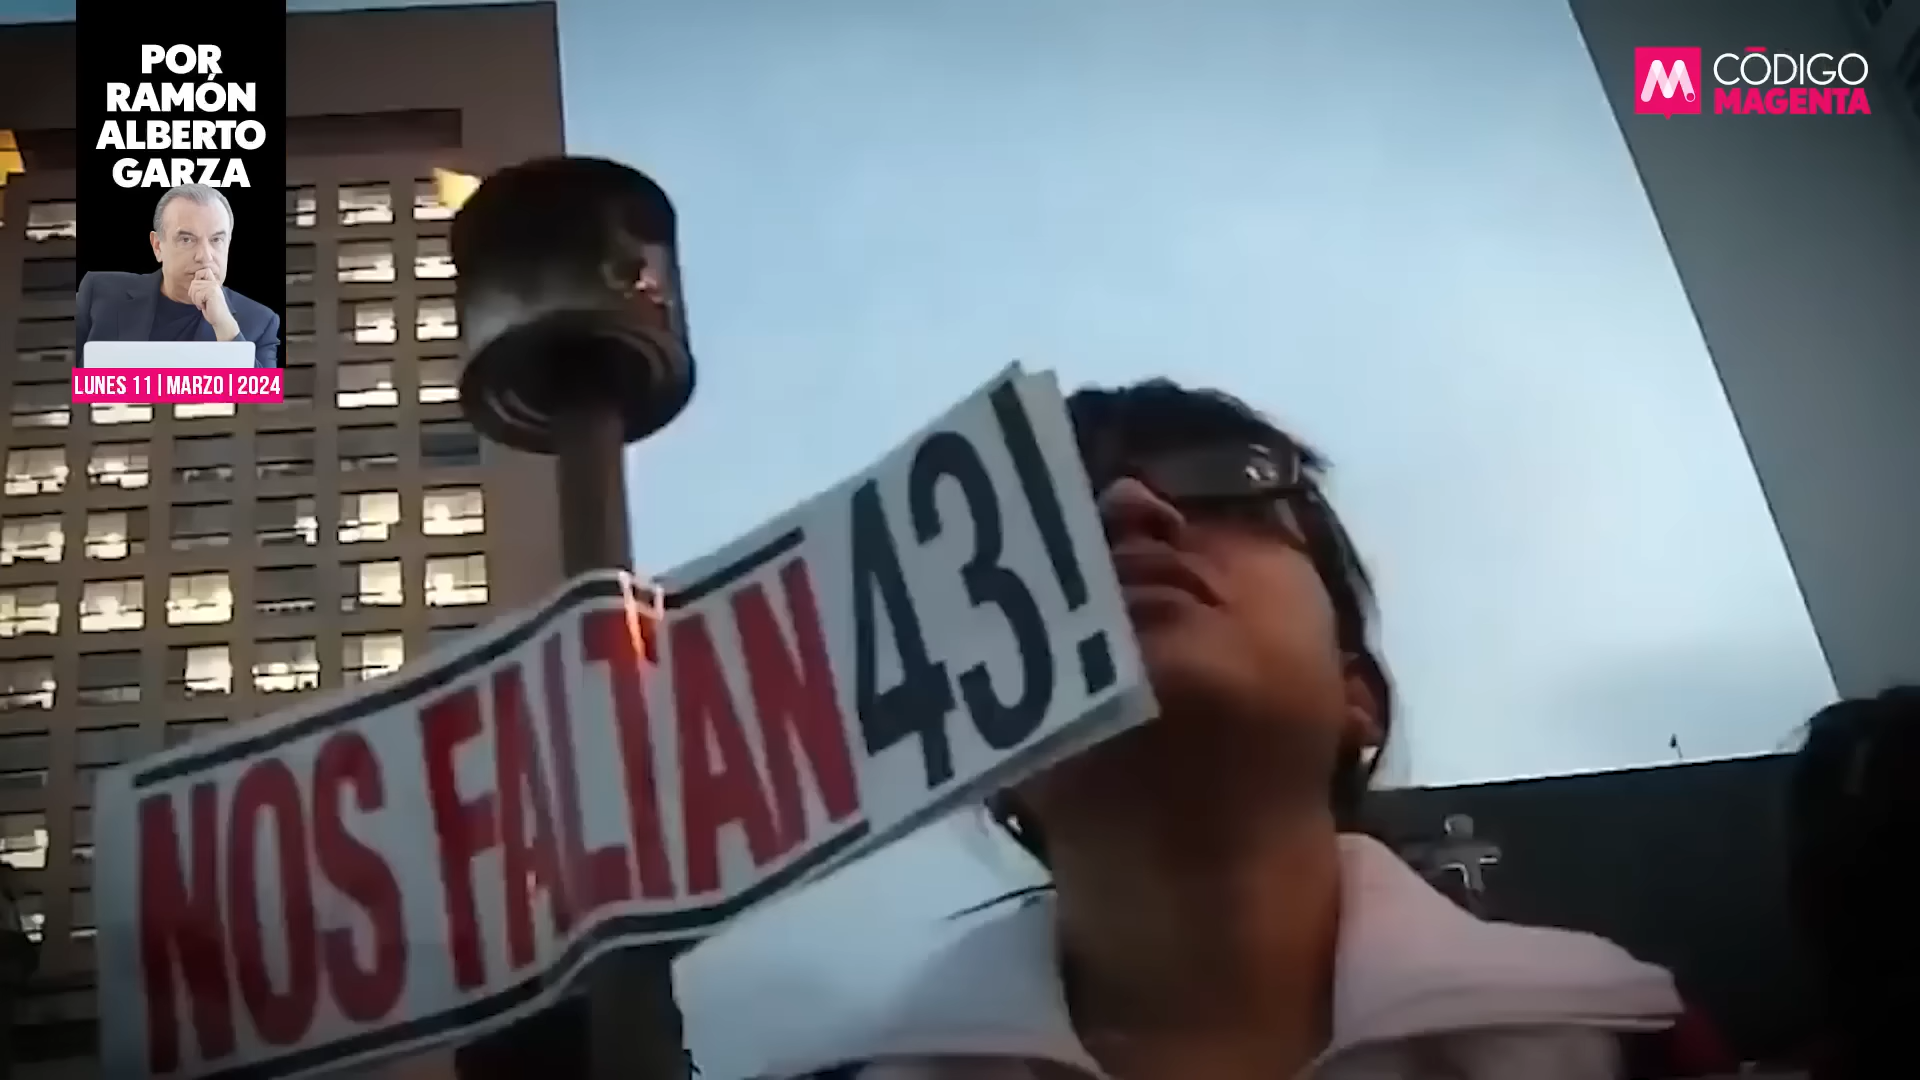 POR
RAMÓN
ALBERTO
GARZA
LUNES 11 | MARZO | 2024
CÓDIGO
MAGENTA
NOS FALTAN 43!